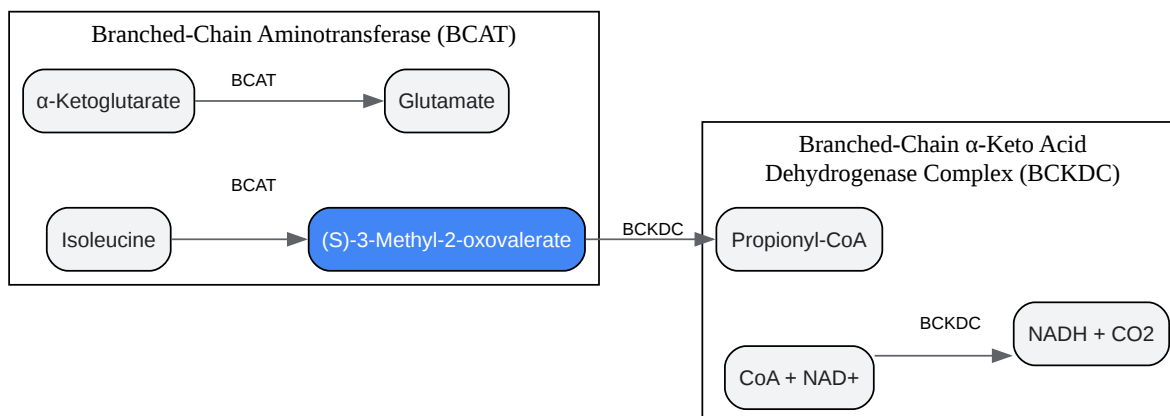 Branched-Chain Aminotransferase (BCAT)
BCAT
α-Ketoglutarate
Glutamate
BCAT
Isoleucine
(S)-3-Methyl-2-oxovalerate
BCKDC
Branched-Chain α-Keto Acid
Dehydrogenase Complex (BCKDC)
Propionyl-CoA
BCKDC
NADH + CO2
CoA + NAD+